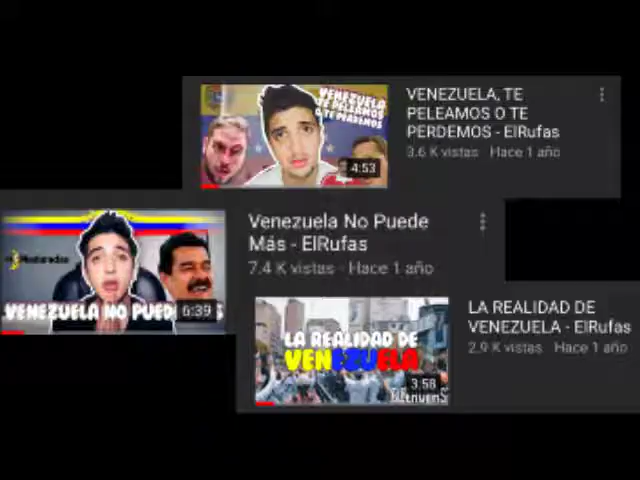 VENEZUELA
TE PELEAMOS
O TE PERDEMOS
4:53
VENEZUELA, TE
PELEAMOS O TE
PERDEMOS - ElRufas
3.6 K vistas · Hace 1 año
VENEZUELA NO PUED
S
6:39
Venezuela No Puede
Más - ElRufas
7.4 K vistas · Hace 1 año
LA REALIDAD DE
VENEZUELA
3:58
LA REALIDAD DE
VENEZUELA - ElRufas
2.9 K vistas · Hace 1 año